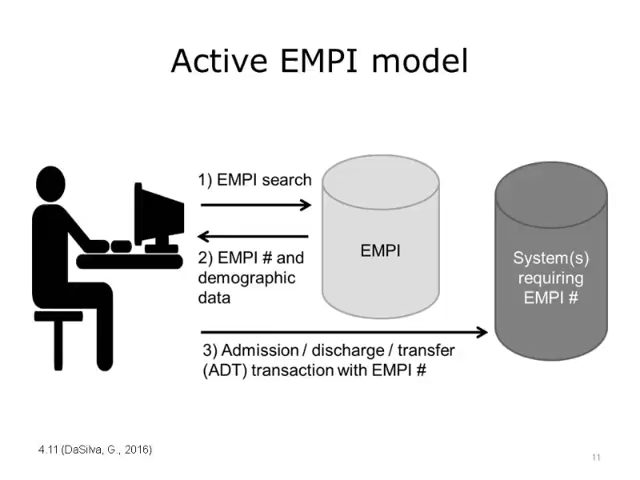 Active EMPI model
1) EMPI search
2) EMPI # and
demographic
data
EMPI
System(s)
requiring
EMPI #
3) Admission / discharge / transfer
(ADT) transaction with EMPI #
4.11 (DaSilva, G., 2016)
11